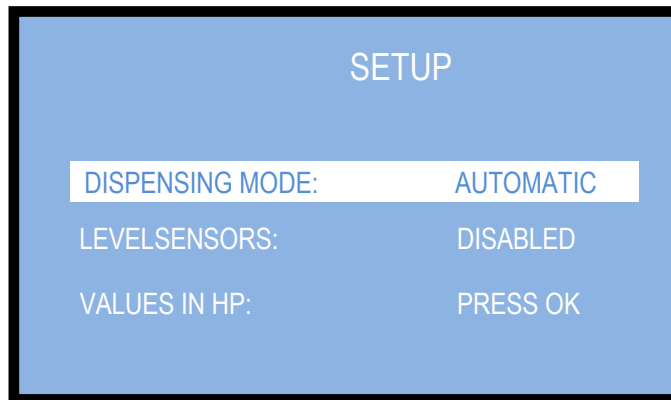 SETUP
DISPENSING MODE: AUTOMATIC
LEVELSENSORS: DISABLED
VALUES IN HP: PRESS OK